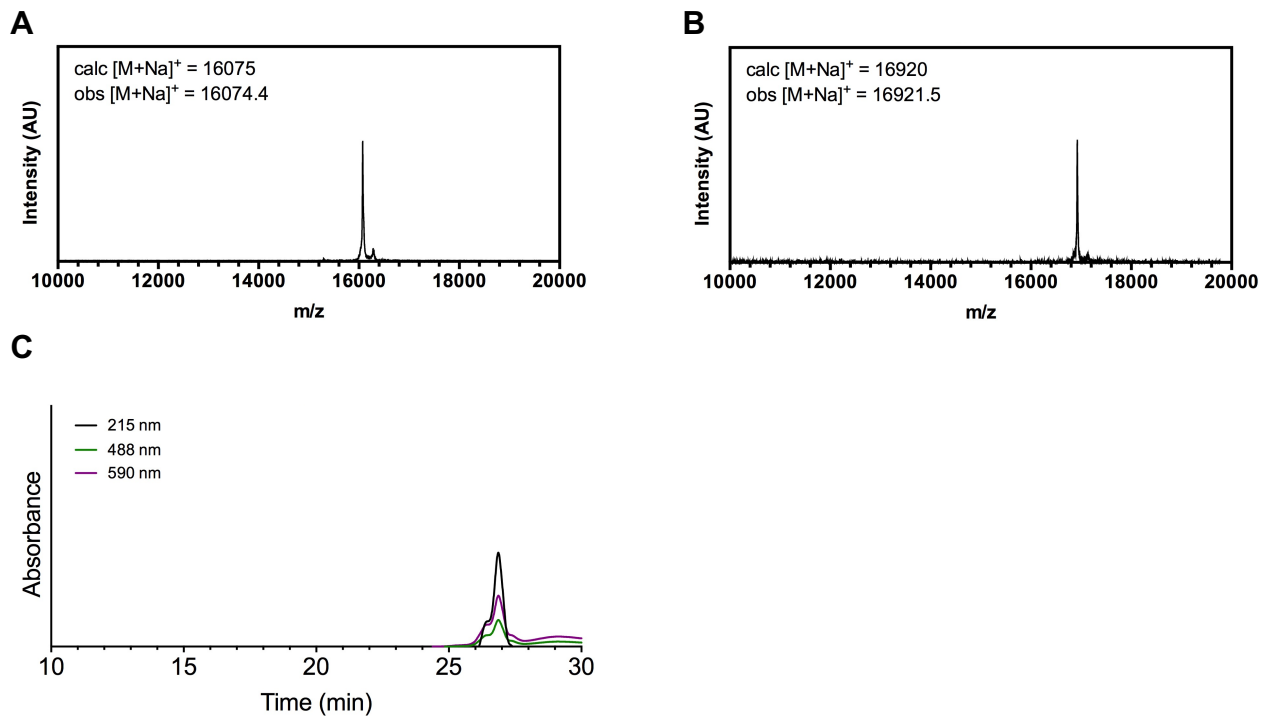 A
calc [M+Na]+ = 16075
obs [M+Na]+ = 16074.4
Intensity (AU)
10000 12000 14000 16000 18000 20000
m/z
B
calc [M+Na]+ = 16920
obs [M+Na]+ = 16921.5
Intensity (AU)
10000 12000 14000 16000 18000 20000
m/z
C
215 nm
488 nm
590 nm
Absorbance
10 15 20 25 30
Time (min)